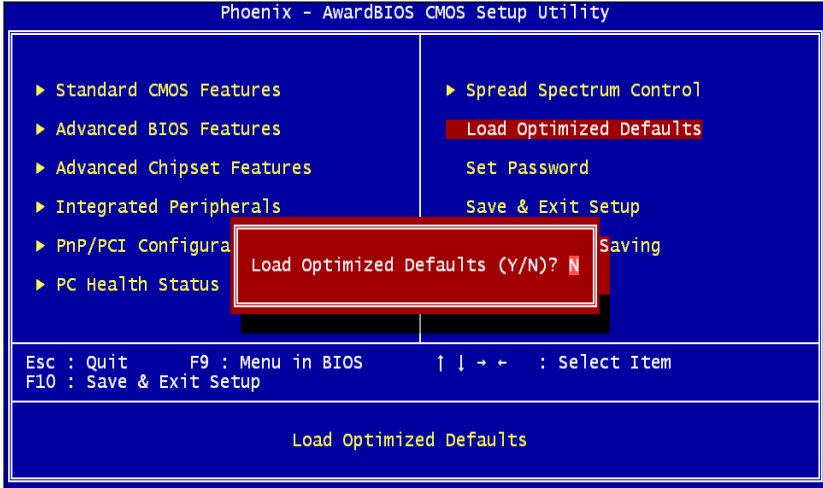 Phoenix - AwardBIOS CMOS Setup Utility
▶ Standard CMOS Features
▶ Advanced BIOS Features
▶ Advanced Chipset Features
▶ Integrated Peripherals
▶ PnP/PCI Configura
▶ PC Health Status
▶ Spread Spectrum Control
Load Optimized Defaults
Set Password
Save & Exit Setup
Saving
Load Optimized Defaults (Y/N)? N
Esc : Quit F9 : Menu in BIOS ↑ ↓ → ← : Select Item
F10 : Save & Exit Setup
Load Optimized Defaults